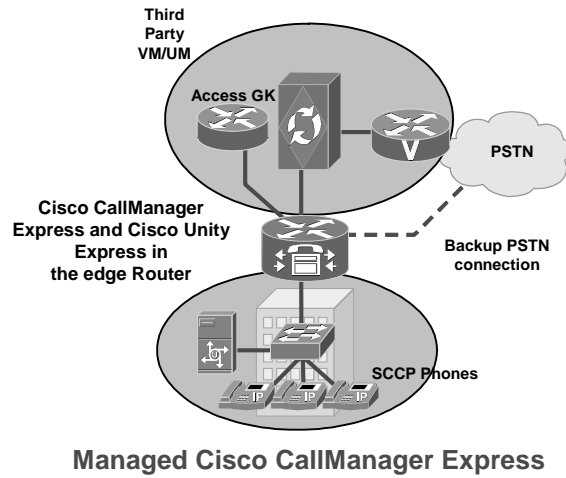 Third
Party
VM/UM
Access GK
V
PSTN
Cisco CallManager
Express and Cisco Unity
Express in
the edge Router
Backup PSTN
connection
U
SCCP Phones
IP
IP
IP
Managed Cisco CallManager Express